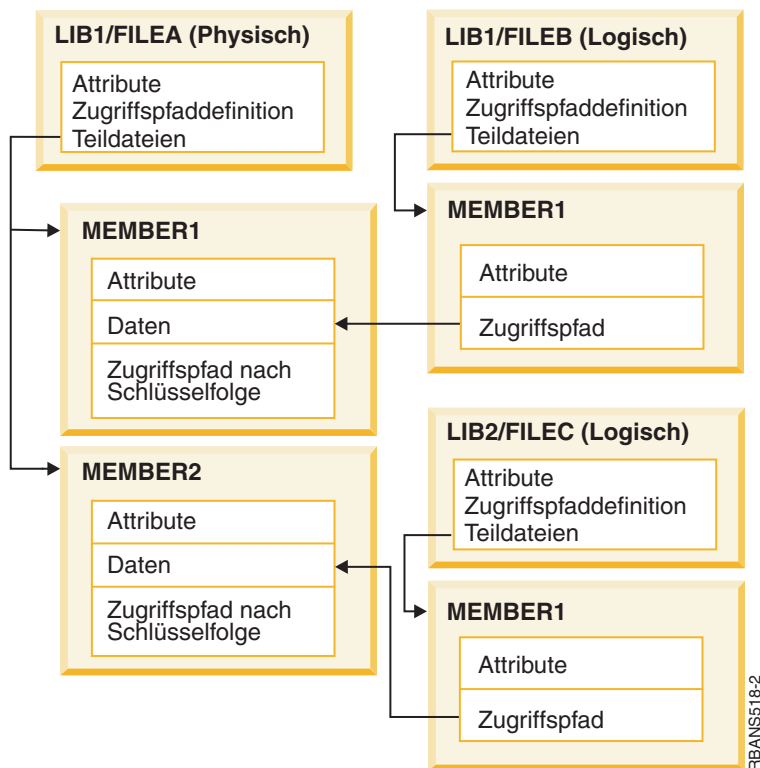 LIB1/FILEA (Physisch)
Attribute
Zugriffspfaddefinition
Teildateien
MEMBER1
Attribute
Daten
Zugriffspfad nach
Schlüsselfolge
MEMBER2
Attribute
Daten
Zugriffspfad nach
Schlüsselfolge
LIB1/FILEB (Logisch)
Attribute
Zugriffspfaddefinition
Teildateien
MEMBER1
Attribute
Zugriffspfad
LIB2/FILEC (Logisch)
Attribute
Zugriffspfaddefinition
Teildateien
MEMBER1
Attribute
Zugriffspfad
RBANS518-2